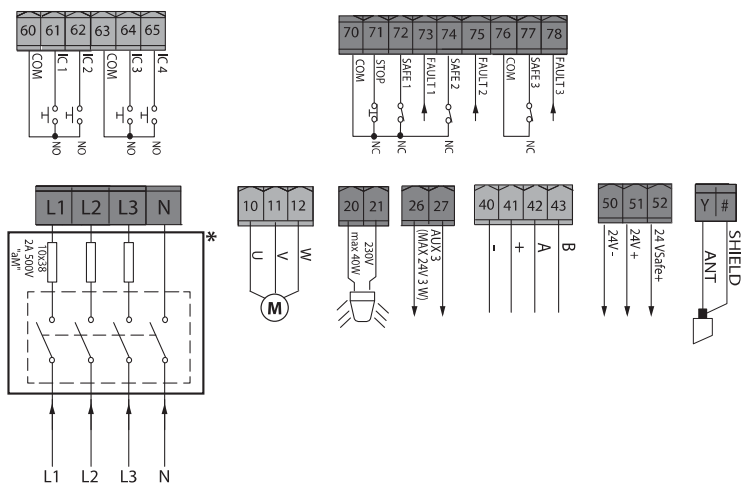 60 61 62 63 64 65
COM
IC 1
IC 2
COM
IC 3
IC 4
NO
NO
70 71 72 73 74 75 76 77 78
COM
STOP
SAFE 1
FAULT 1
SAFE 2
FAULT 2
COM
SAFE 3
FAULT 3
NC
NC
NC
L1 L2 L3 N
10x38
2A 500V
"aM"
*
L1 L2 L3 N
10 11 12
U
V
W
M
20 21
230V
max 40W
26 27
AUX 3
(MAX 24V 3 W)
40 41 42 43
-
+
A
B
50 51 52
24V -
24V +
24 VSafe+
Y #
ANT
SHIELD